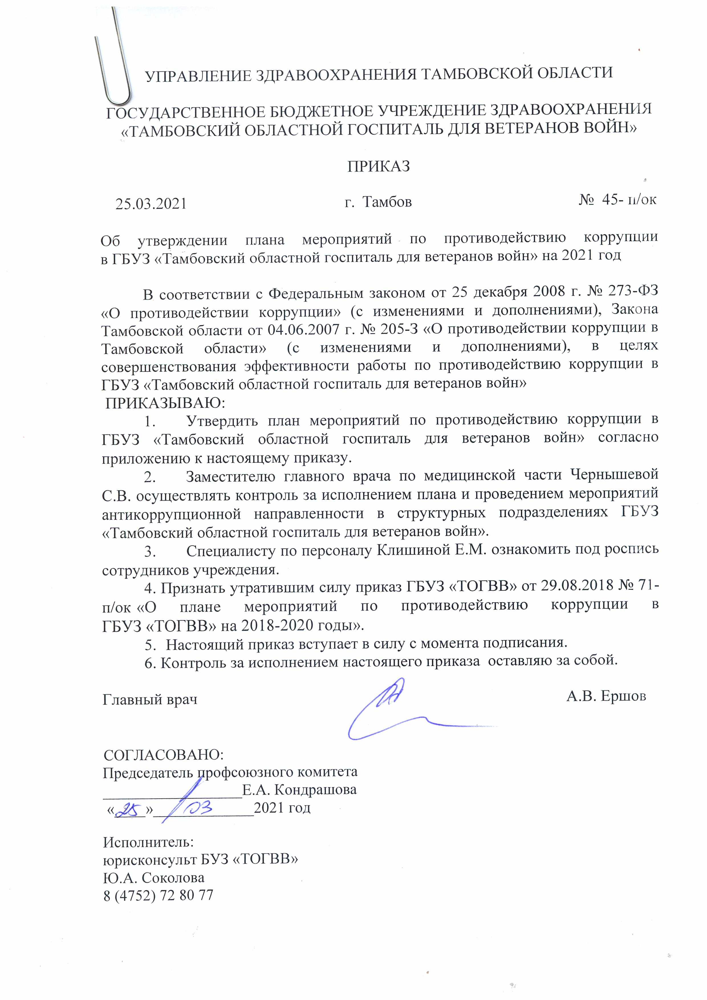 УПРАВЛЕНИЕ ЗДРАВООХРАНЕНИЯ ТАМБОВСКОЙ ОБЛАСТИ
ГОСУДАРСТВЕННОЕ БЮДЖЕТНОЕ УЧРЕЖДЕНИЕ ЗДРАВООХРАНЕНИЯ
«ТАМБОВСКИЙ ОБЛАСТНОЙ ГОСПИТАЛЬ ДЛЯ ВЕТЕРАНОВ ВОЙН»
ПРИКАЗ
25.03.2021 г. Тамбов № 45- п/ок
Об утверждении плана мероприятий по противодействию коррупции
в ГБУЗ «Тамбовский областной госпиталь для ветеранов войн» на 2021 год
В соответствии с Федеральным законом от 25 декабря 2008 г. № 273-ФЗ
«О противодействии коррупции» (с изменениями и дополнениями), Закона
Тамбовской области от 04.06.2007 г. № 205-З «О противодействии коррупции в
Тамбовской области» (с изменениями и дополнениями), в целях
совершенствования эффективности работы по противодействию коррупции в
ГБУЗ «Тамбовский областной госпиталь для ветеранов войн»
ПРИКАЗЫВАЮ:
1. Утвердить план мероприятий по противодействию коррупции в
ГБУЗ «Тамбовский областной госпиталь для ветеранов войн» согласно
приложению к настоящему приказу.
2. Заместителю главного врача по медицинской части Чернышевой
С.В. осуществлять контроль за исполнением плана и проведением мероприятий
антикоррупционной направленности в структурных подразделениях ГБУЗ
«Тамбовский областной госпиталь для ветеранов войн».
3. Специалисту по персоналу Клишиной Е.М. ознакомить под роспись
сотрудников учреждения.
4. Признать утратившим силу приказ ГБУЗ «ТОГВВ» от 29.08.2018 № 71-
п/ок «О плане мероприятий по противодействию коррупции в
ГБУЗ «ТОГВВ» на 2018-2020 годы».
5. Настоящий приказ вступает в силу с момента подписания.
6. Контроль за исполнением настоящего приказа оставляю за собой.
Главный врач А.В. Ершов
СОГЛАСОВАНО:
Председатель профсоюзного комитета
_________________Е.А. Кондрашова
«25» 03 2021 год
Исполнитель:
юрисконсульт БУЗ «ТОГВВ»
Ю.А. Соколова
8 (4752) 72 80 77